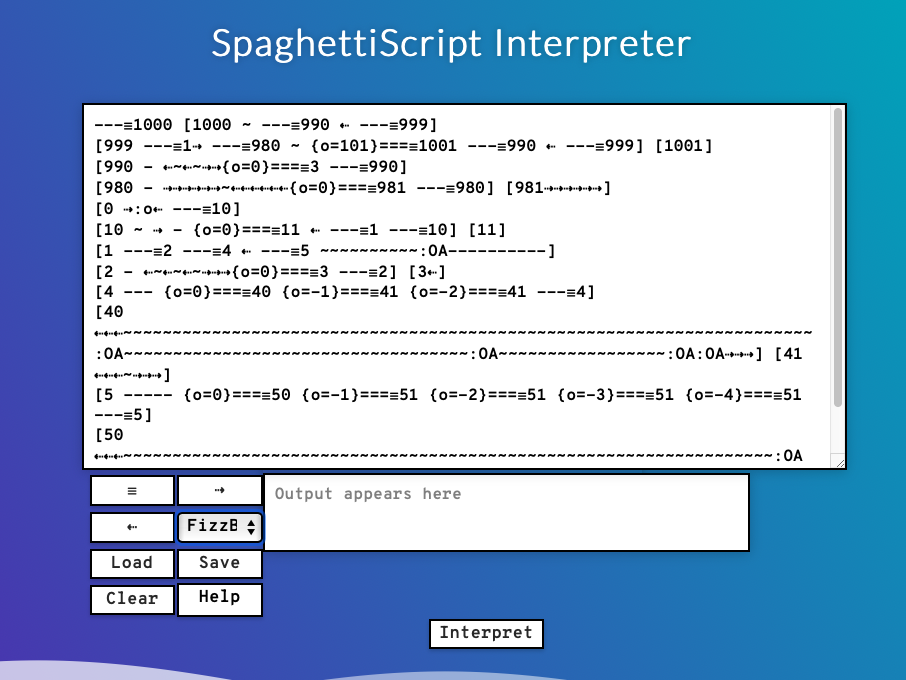 SpaghettiScript Interpreter
---≡1000 [1000 ~ ---≡990 ⇠ ---≡999]
[999 ---≡1⇢ ---≡980 ~ {o=101}===≡1001 ---≡990 ⇠ ---≡999] [1001]
[990 - ⇠~⇠~⇢⇢{o=0}===≡3 ---≡990]
[980 - ⇢⇢⇢⇢⇢⇢~⇠⇠⇠⇠⇠⇠{o=0}===≡981 ---≡980] [981⇢⇢⇢⇢⇢⇢]
[0 ⇢:o⇠ ---≡10]
[10 ~ ⇢ - {o=0}===≡11 ⇠ ---≡1 ---≡10] [11]
[1 ---≡2 ---≡4 ⇠ ---≡5 ~~~~~~~~~~:OA----------]
[2 - ⇠~⇠~⇠~⇢⇢⇢{o=0}===≡3 ---≡2] [3⇠]
[4 --- {o=0}===≡40 {o=-1}===≡41 {o=-2}===≡41 ---≡4]
[40
⇠⇠⇠~~~~~~~~~~~~~~~~~~~~~~~~~~~~~~~~~~~~~~~~~~~~~~~~~~~~~~~~~~~~~~~~~~~~~~
:OA~~~~~~~~~~~~~~~~~~~~~~~~~~~~~~~~~~~:OA~~~~~~~~~~~~~~~~~:OA:OA⇢⇢⇢] [41
⇠⇠⇠~⇢⇢⇢]
[5 ----- {o=0}===≡50 {o=-1}===≡51 {o=-2}===≡51 {o=-3}===≡51 {o=-4}===≡51
---≡5]
[50
⇠⇠⇠~~~~~~~~~~~~~~~~~~~~~~~~~~~~~~~~~~~~~~~~~~~~~~~~~~~~~~~~~~~~~~~~~~:OA
≡ ⇢
Output appears here
⇠ FizzB
Load Save
Clear Help
Interpret